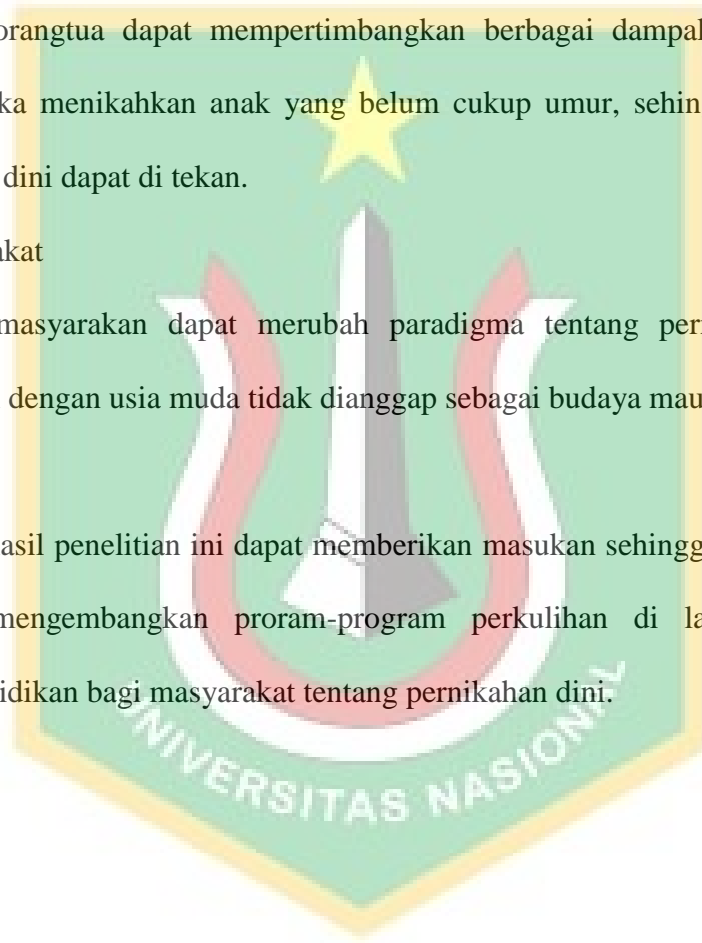 orangtua dapat mempertimbangkan berbagai dampak
ka menikahkan anak yang belum cukup umur, sehin
dini dapat di tekan.
akat
masyarakan dapat merubah paradigma tentang per
dengan usia muda tidak dianggap sebagai budaya mau
asil penelitian ini dapat memberikan masukan sehingg
mengembangkan proram-program perkulihan di la
idikan bagi masyarakat tentang pernikahan dini.
UNIVERSITAS NASIONAL